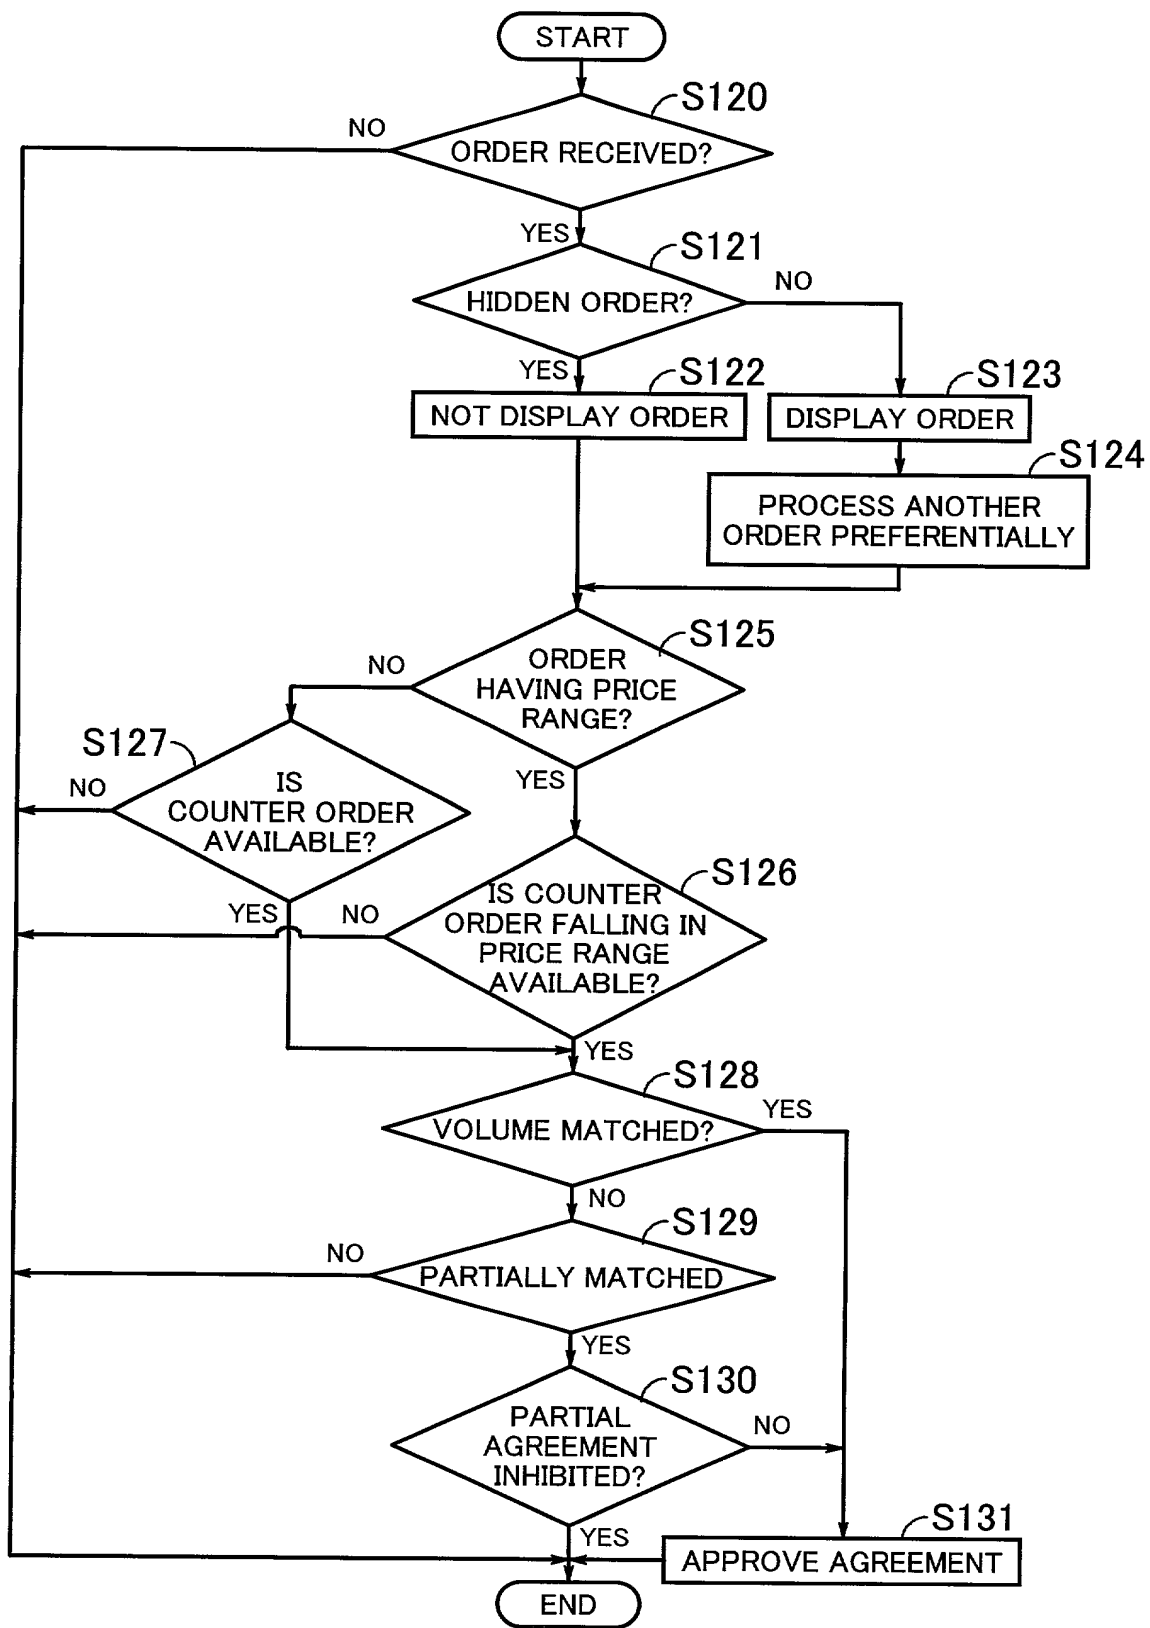 START
S120
NO
ORDER RECEIVED?
YES
S121
HIDDEN ORDER?
NO
YES
S122
NOT DISPLAY ORDER
S123
DISPLAY ORDER
S124
PROCESS ANOTHER
ORDER PREFERENTIALLY
S125
NO
ORDER
HAVING PRICE
RANGE?
S127
NO
IS
COUNTER ORDER
AVAILABLE?
YES
YES
S126
NO
IS COUNTER
ORDER FALLING IN
PRICE RANGE
AVAILABLE?
YES
S128
VOLUME MATCHED?
YES
NO
S129
NO
PARTIALLY MATCHED
YES
S130
PARTIAL
AGREEMENT
INHIBITED?
NO
YES
S131
APPROVE AGREEMENT
END